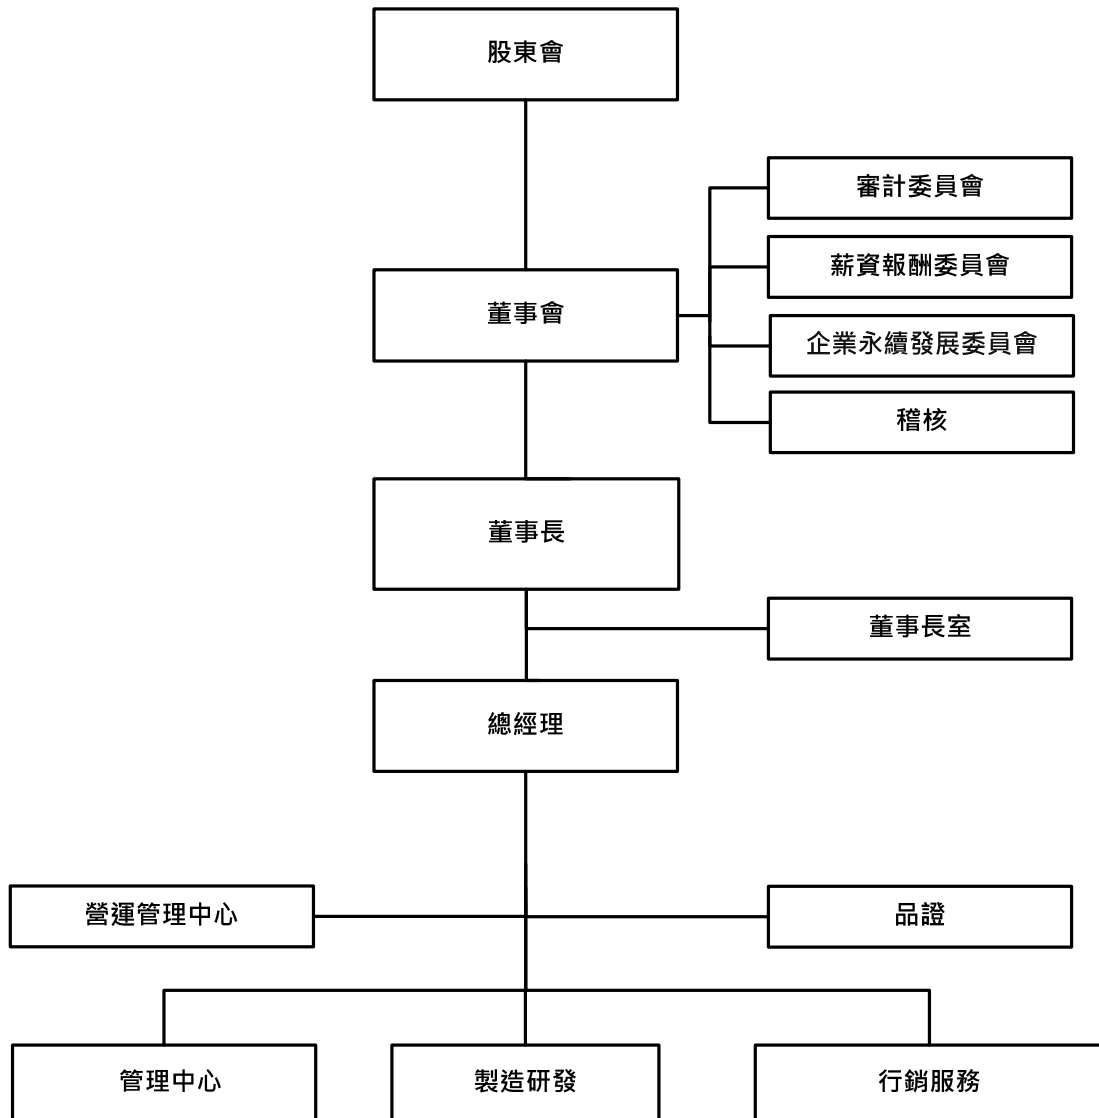 股東會
審計委員會
薪資報酬委員會
董事會
企業永續發展委員會
稽核
董事長
董事長室
總經理
營運管理中心
品證
管理中心
製造研發
行銷服務